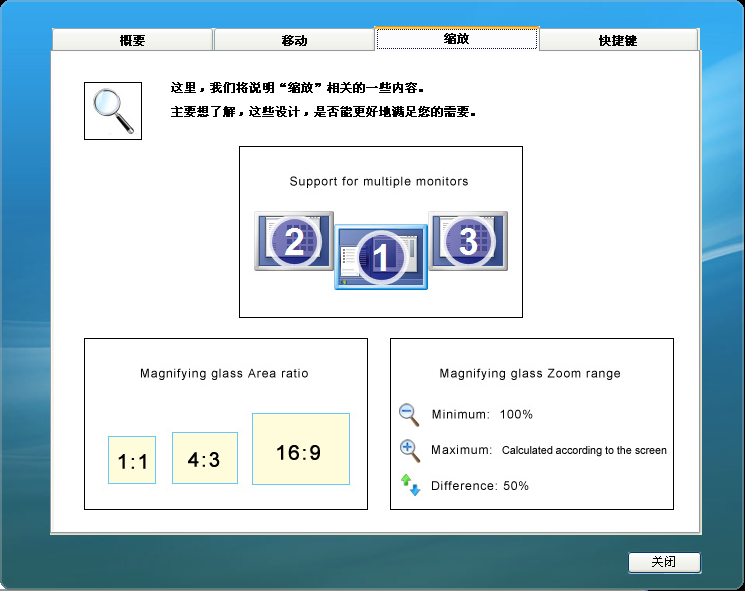 概要
移动
缩放
快捷键
这里，我们将说明“缩放”相关的一些内容。
主要想了解，这些设计，是否能更好地满足您的需要。
Support for multiple monitors
2
1
3
Magnifying glass Area ratio
1:1
4:3
16:9
Magnifying glass Zoom range
Minimum: 100%
Maximum: Calculated according to the screen
Difference: 50%
关闭